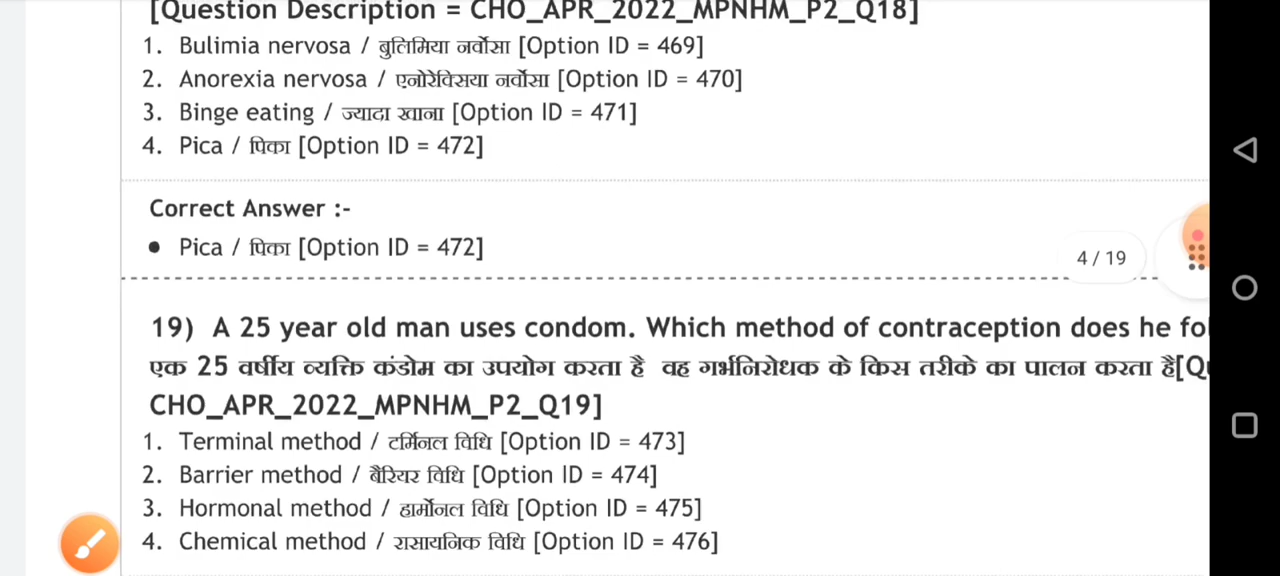 [Question Description = CHO_APR_2022_MPNHM_P2_Q18]
1. Bulimia nervosa / बुलिमिया नर्वोसा [Option ID = 469]
2. Anorexia nervosa / एनोरेक्सिया नर्वोसा [Option ID = 470]
3. Binge eating / ज्यादा खाना [Option ID = 471]
4. Pica / पिका [Option ID = 472]
Correct Answer :-
• Pica / पिका [Option ID = 472]
4 / 19
19) A 25 year old man uses condom. Which method of contraception does he fo
एक 25 वर्षीय व्यक्ति कंडोम का उपयोग करता है वह गर्भनिरोधक के किस तरीके का पालन करता है[Q
CHO_APR_2022_MPNHM_P2_Q19]
1. Terminal method / टर्मिनल विधि [Option ID = 473]
2. Barrier method / बैरियर विधि [Option ID = 474]
3. Hormonal method / हार्मोनल विधि [Option ID = 475]
4. Chemical method / रासायनिक विधि [Option ID = 476]